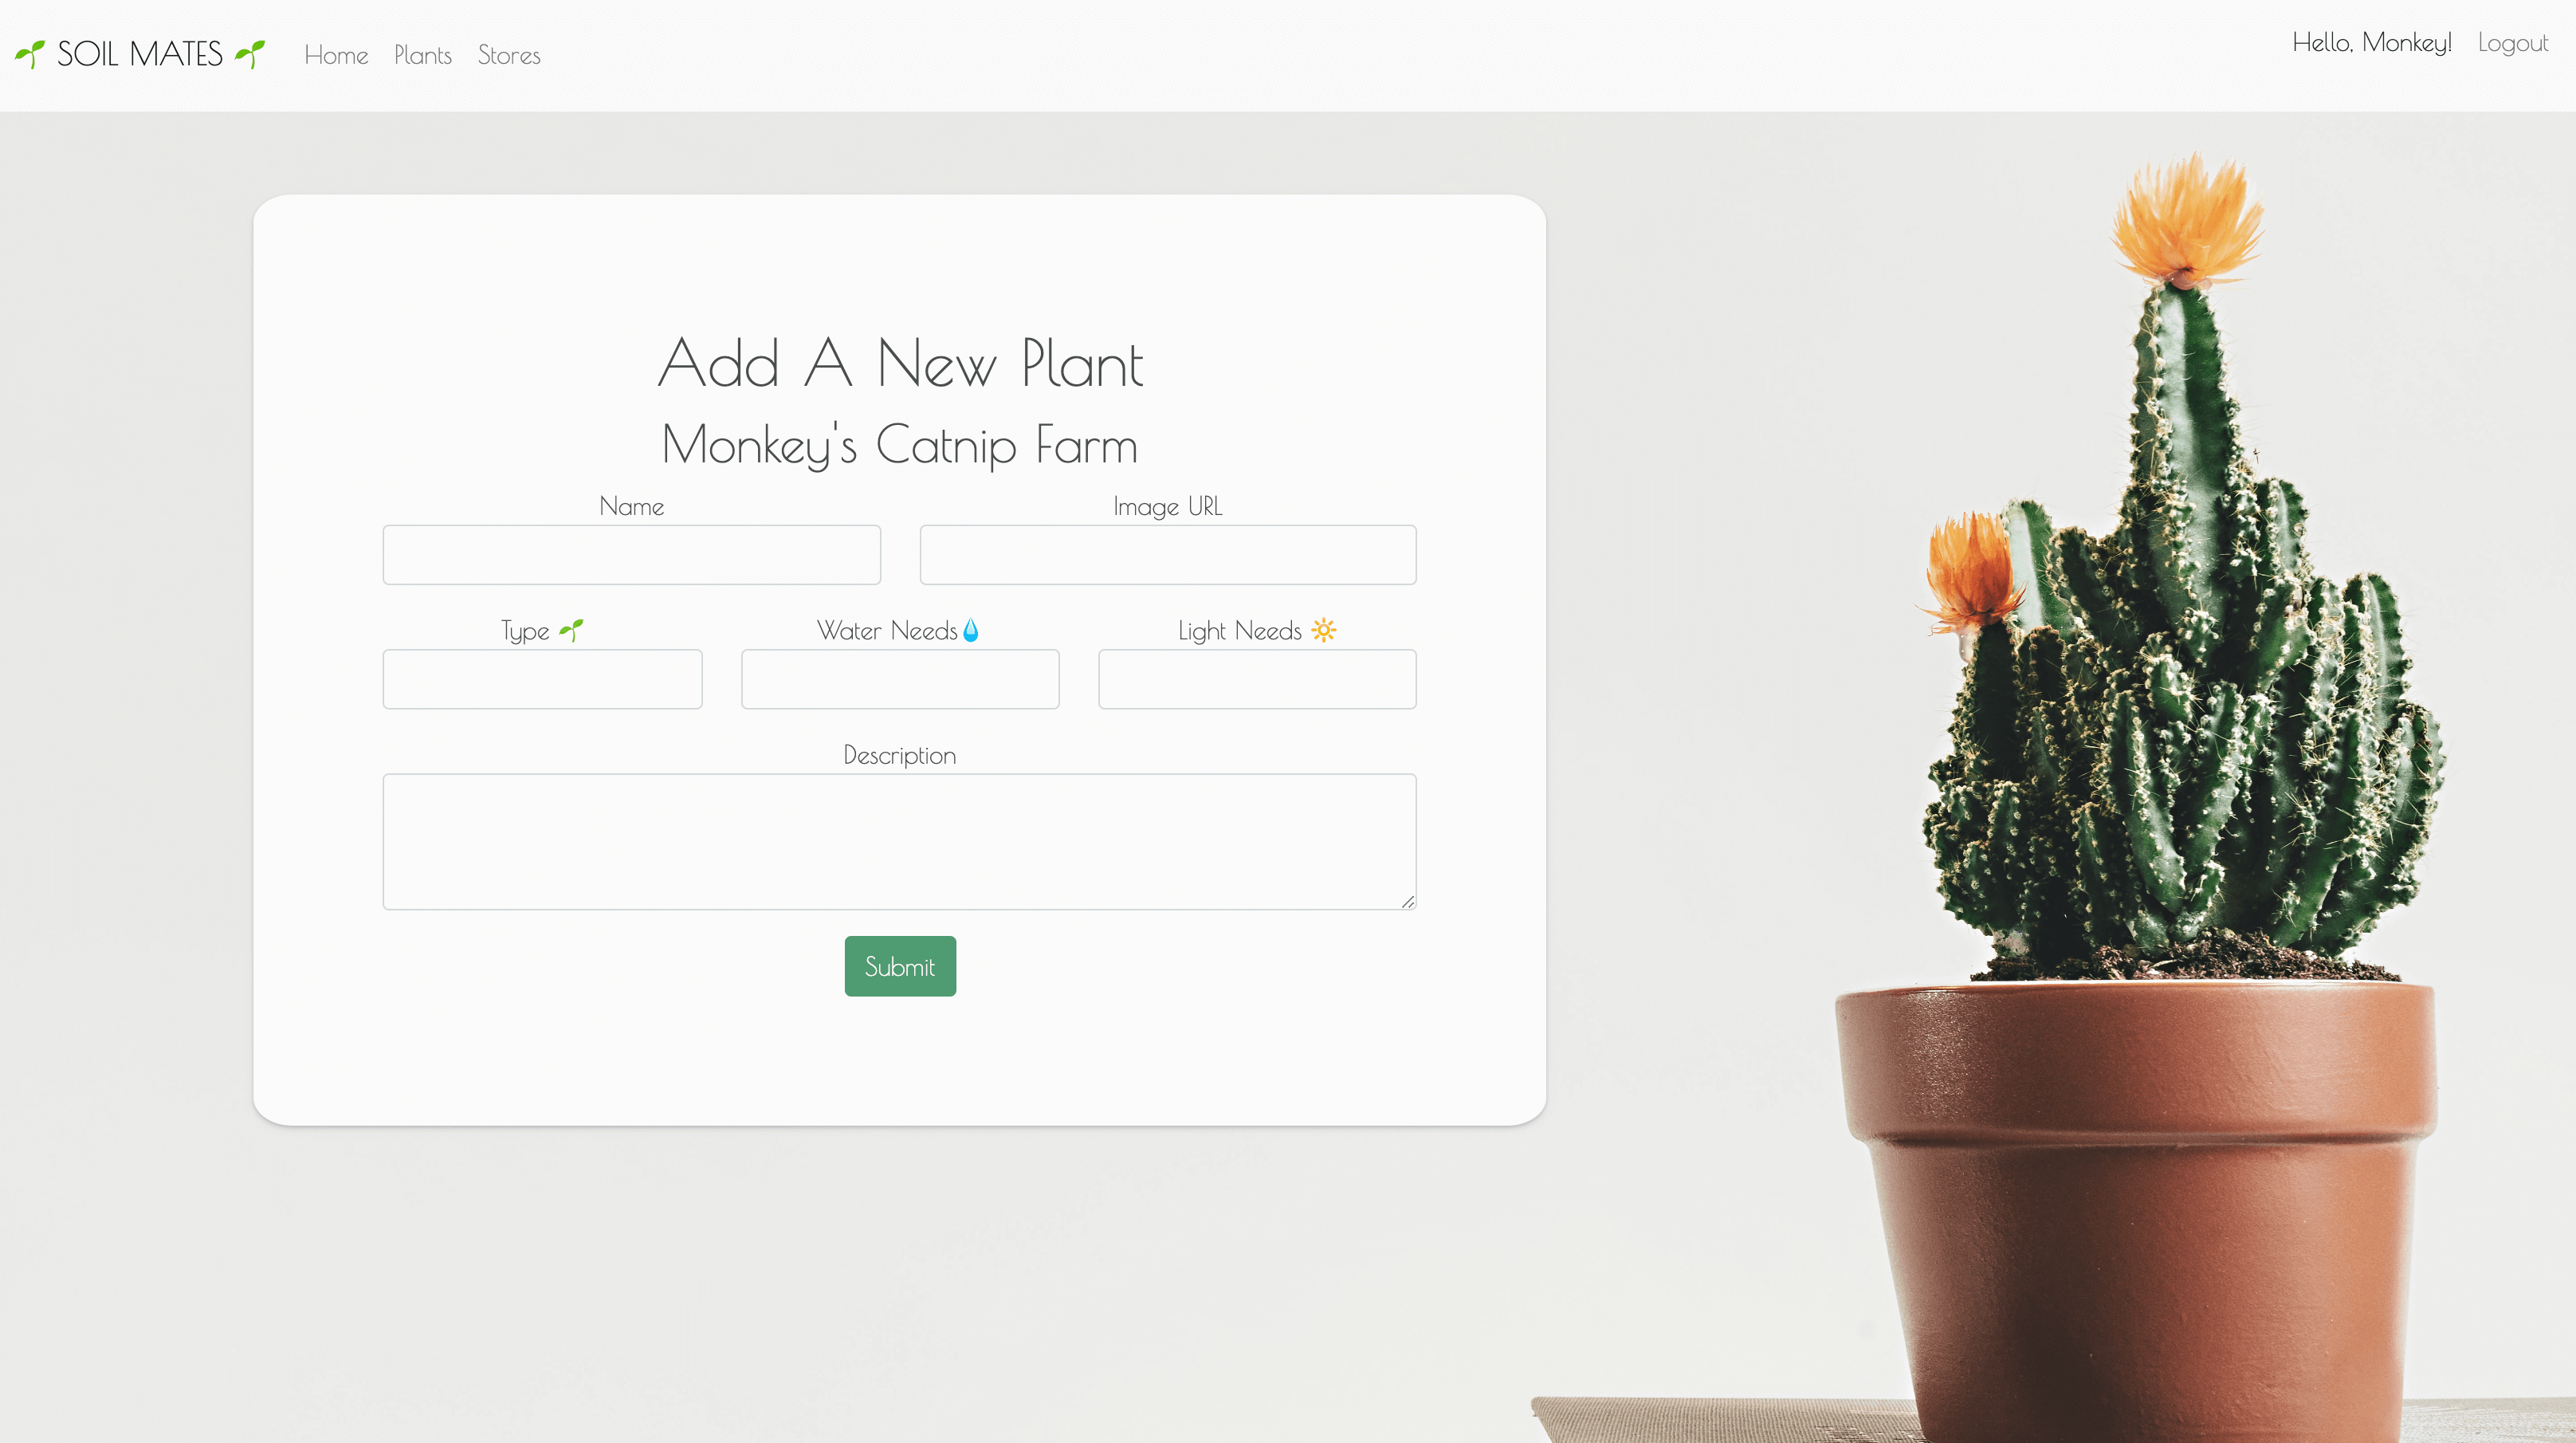 🌱 SOIL MATES 🌱 Home Plants Stores Hello, Monkey! Logout
Add A New Plant
Monkey's Catnip Farm
Name Image URL
Type 🌱 Water Needs💧 Light Needs ☀️
Description
Submit